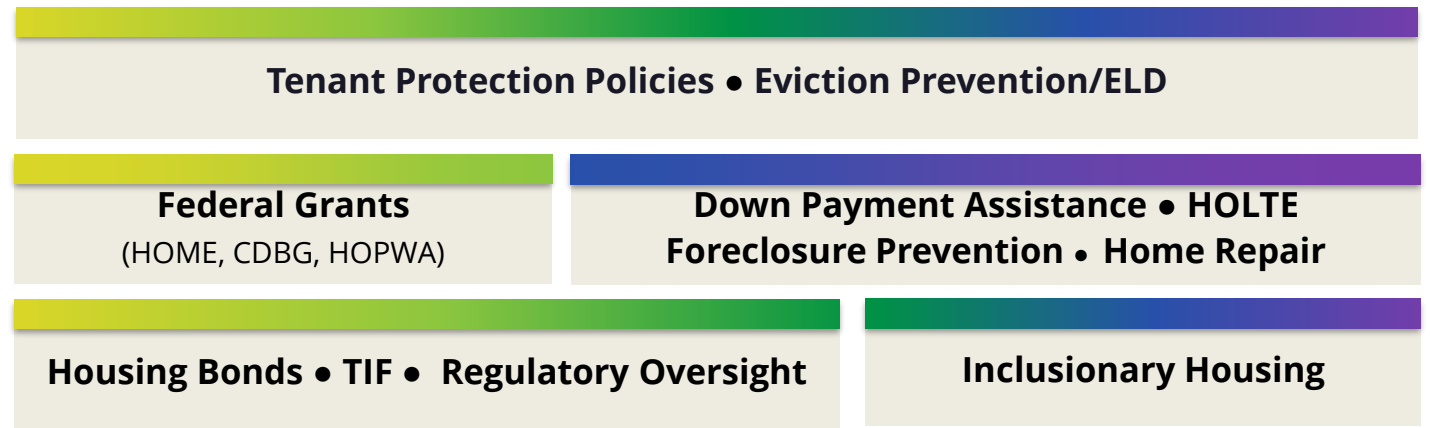 Tenant Protection Policies ● Eviction Prevention/ELD
Federal Grants
(HOME, CDBG, HOPWA)
Down Payment Assistance ● HOLTE
Foreclosure Prevention ● Home Repair
Housing Bonds ● TIF ● Regulatory Oversight
Inclusionary Housing